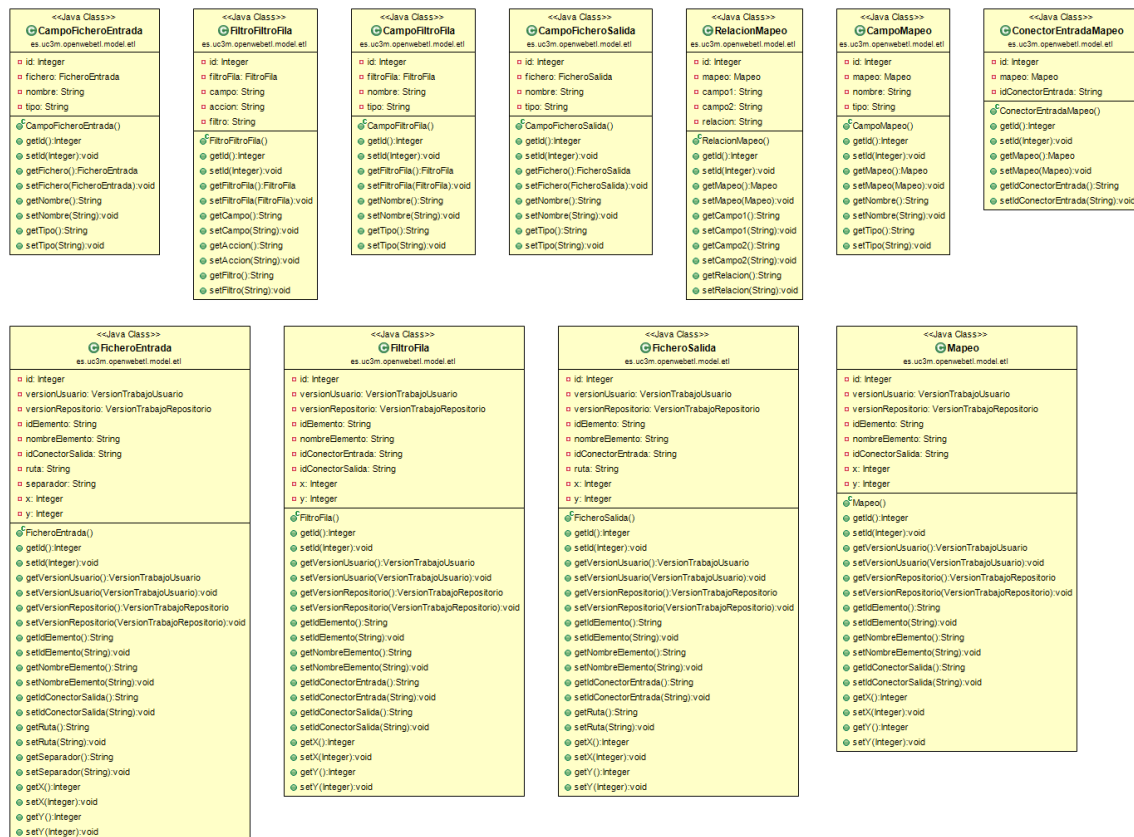 <<Java Class>>
CampoFicheroEntrada
es.uc3m.openwebetl.model.etl
id: Integer
fichero: FicheroEntrada
nombre: String
tipo: String
CampoFicheroEntrada()
getId():Integer
setId(Integer):void
getFichero():FicheroEntrada
setFichero(FicheroEntrada):void
getNombre():String
setNombre(String):void
getTipo():String
setTipo(String):void
<<Java Class>>
FiltroFiltroFila
es.uc3m.openwebetl.model.etl
id: Integer
filtroFila: FiltroFila
campo: String
accion: String
filtro: String
FiltroFiltroFila()
getId():Integer
setId(Integer):void
getFiltroFila():FiltroFila
setFiltroFila(FiltroFila):void
getCampo():String
setCampo(String):void
getAccion():String
setAccion(String):void
getFiltro():String
setFiltro(String):void
<<Java Class>>
CampoFiltroFila
es.uc3m.openwebetl.model.etl
id: Integer
filtroFila: FiltroFila
nombre: String
tipo: String
CampoFiltroFila()
getId():Integer
setId(Integer):void
getFiltroFila():FiltroFila
setFiltroFila(FiltroFila):void
getNombre():String
setNombre(String):void
getTipo():String
setTipo(String):void
<<Java Class>>
CampoFicheroSalida
es.uc3m.openwebetl.model.etl
id: Integer
fichero: FicheroSalida
nombre: String
tipo: String
CampoFicheroSalida()
getId():Integer
setId(Integer):void
getFichero():FicheroSalida
setFichero(FicheroSalida):void
getNombre():String
setNombre(String):void
getTipo():String
setTipo(String):void
<<Java Class>>
RelacionMapeo
es.uc3m.openwebetl.model.etl
id: Integer
mapeo: Mapeo
campo1: String
campo2: String
relacion: String
RelacionMapeo()
getId():Integer
setId(Integer):void
getMapeo():Mapeo
setMapeo(Mapeo):void
getCampo1():String
setCampo1(String):void
getCampo2():String
setCampo2(String):void
getRelacion():String
setRelacion(String):void
<<Java Class>>
CampoMapeo
es.uc3m.openwebetl.model.etl
id: Integer
mapeo: Mapeo
nombre: String
tipo: String
CampoMapeo()
getId():Integer
setId(Integer):void
getMapeo():Mapeo
setMapeo(Mapeo):void
getNombre():String
setNombre(String):void
getTipo():String
setTipo(String):void
<<Java Class>>
ConectorEntradaMapeo
es.uc3m.openwebetl.model.etl
id: Integer
mapeo: Mapeo
idConectorEntrada: String
ConectorEntradaMapeo()
getId():Integer
setId(Integer):void
getMapeo():Mapeo
setMapeo(Mapeo):void
getIdConectorEntrada():String
setIdConectorEntrada(String):void
<<Java Class>>
FicheroEntrada
es.uc3m.openwebetl.model.etl
id: Integer
versionUsuario: VersionTrabajoUsuario
versionRepositorio: VersionTrabajoRepositorio
idElemento: String
nombreElemento: String
idConectorSalida: String
ruta: String
separador: String
x: Integer
y: Integer
FicheroEntrada()
getId():Integer
setId(Integer):void
getVersionUsuario():VersionTrabajoUsuario
setVersionUsuario(VersionTrabajoUsuario):void
getVersionRepositorio():VersionTrabajoRepositorio
setVersionRepositorio(VersionTrabajoRepositorio):void
getIdElemento():String
setIdElemento(String):void
getNombreElemento():String
setNombreElemento(String):void
getIdConectorSalida():String
setIdConectorSalida(String):void
getRuta():String
setRuta(String):void
getSeparador():String
setSeparador(String):void
getX():Integer
setX(Integer):void
getY():Integer
setY(Integer):void
<<Java Class>>
FiltroFila
es.uc3m.openwebetl.model.etl
id: Integer
versionUsuario: VersionTrabajoUsuario
versionRepositorio: VersionTrabajoRepositorio
idElemento: String
nombreElemento: String
idConectorEntrada: String
idConectorSalida: String
x: Integer
y: Integer
FiltroFila()
getId():Integer
setId(Integer):void
getVersionUsuario():VersionTrabajoUsuario
setVersionUsuario(VersionTrabajoUsuario):void
getVersionRepositorio():VersionTrabajoRepositorio
setVersionRepositorio(VersionTrabajoRepositorio):void
getIdElemento():String
setIdElemento(String):void
getNombreElemento():String
setNombreElemento(String):void
getIdConectorEntrada():String
setIdConectorEntrada(String):void
getIdConectorSalida():String
setIdConectorSalida(String):void
getX():Integer
setX(Integer):void
getY():Integer
setY(Integer):void
<<Java Class>>
FicheroSalida
es.uc3m.openwebetl.model.etl
id: Integer
versionUsuario: VersionTrabajoUsuario
versionRepositorio: VersionTrabajoRepositorio
idElemento: String
nombreElemento: String
idConectorEntrada: String
ruta: String
x: Integer
y: Integer
FicheroSalida()
getId():Integer
setId(Integer):void
getVersionUsuario():VersionTrabajoUsuario
setVersionUsuario(VersionTrabajoUsuario):void
getVersionRepositorio():VersionTrabajoRepositorio
setVersionRepositorio(VersionTrabajoRepositorio):void
getIdElemento():String
setIdElemento(String):void
getNombreElemento():String
setNombreElemento(String):void
getIdConectorEntrada():String
setIdConectorEntrada(String):void
getRuta():String
setRuta(String):void
getX():Integer
setX(Integer):void
getY():Integer
setY(Integer):void
<<Java Class>>
Mapeo
es.uc3m.openwebetl.model.etl
id: Integer
versionUsuario: VersionTrabajoUsuario
versionRepositorio: VersionTrabajoRepositorio
idElemento: String
nombreElemento: String
idConectorSalida: String
x: Integer
y: Integer
Mapeo()
getId():Integer
setId(Integer):void
getVersionUsuario():VersionTrabajoUsuario
setVersionUsuario(VersionTrabajoUsuario):void
getVersionRepositorio():VersionTrabajoRepositorio
setVersionRepositorio(VersionTrabajoRepositorio):void
getIdElemento():String
setIdElemento(String):void
getNombreElemento():String
setNombreElemento(String):void
getIdConectorSalida():String
setIdConectorSalida(String):void
getX():Integer
setX(Integer):void
getY():Integer
setY(Integer):void